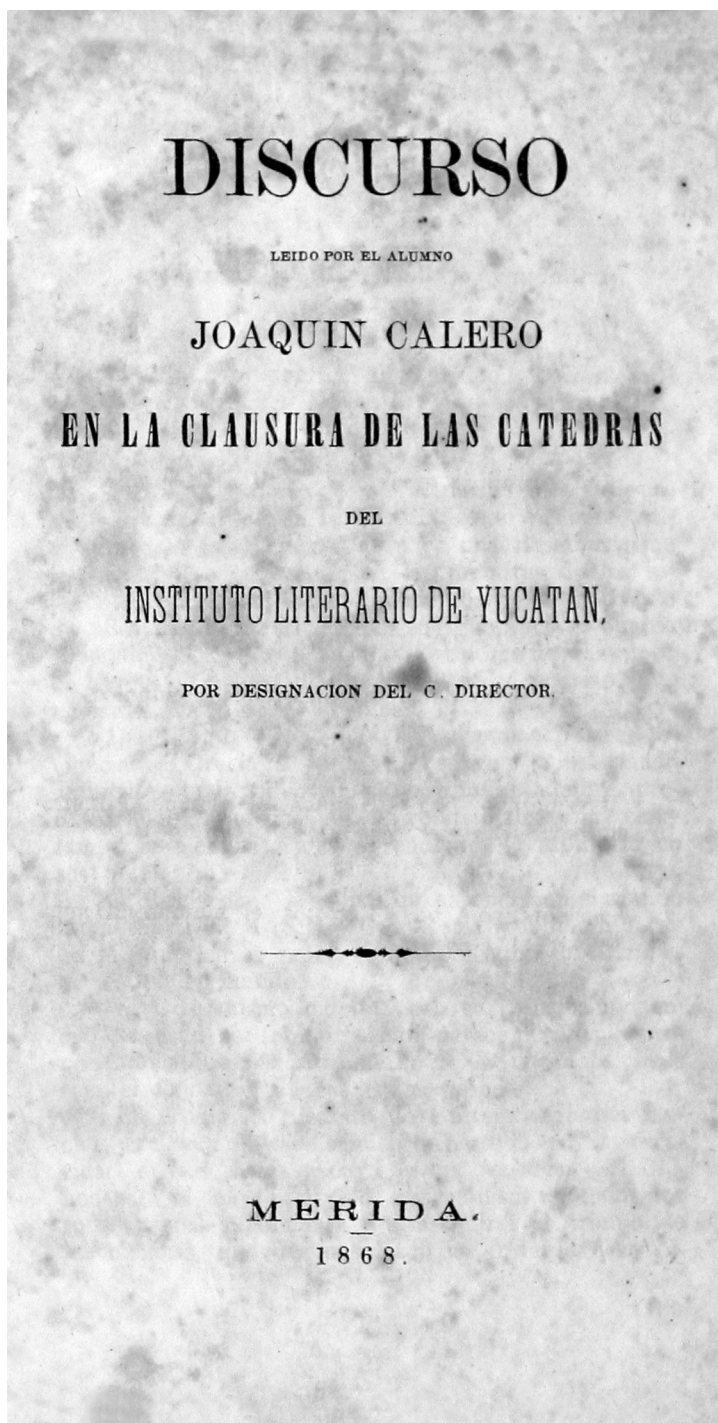 DISCURSO
LEIDO POR EL ALUMNO
JOAQUIN CALERO
EN LA CLAUSURA DE LAS CATEDRAS
DEL
INSTITUTO LITERARIO DE YUCATAN,
POR DESIGNACION DEL C. DIRECTOR.
MERIDA.
1868.